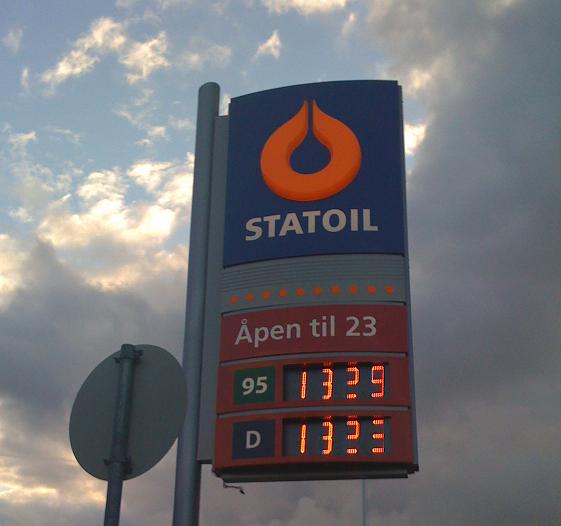 STATOIL
Åpen til 23
95 13.29
D 13.23